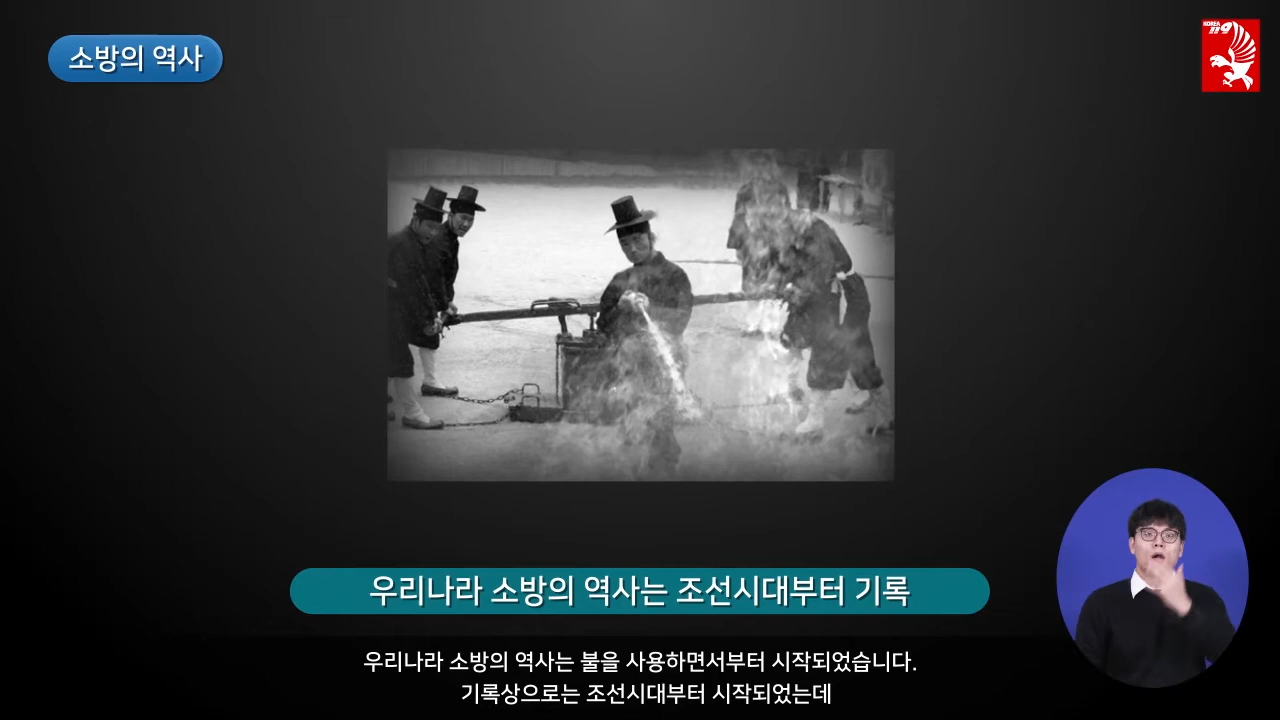 소방의 역사
KOREA
119
우리나라 소방의 역사는 조선시대부터 기록
우리나라 소방의 역사는 불을 사용하면서부터 시작되었습니다.
기록상으로는 조선시대부터 시작되었는데